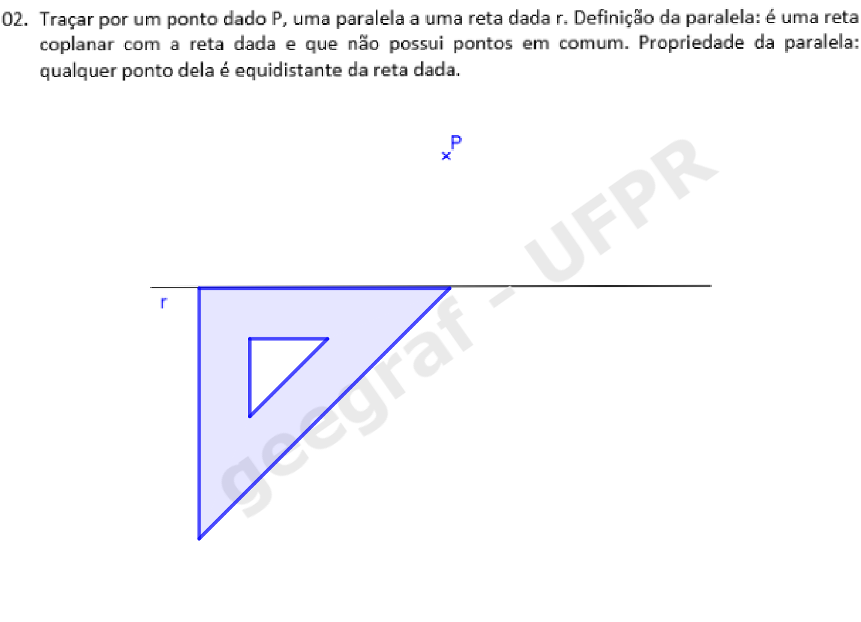 02. Traçar por um ponto dado P, uma paralela a uma reta dada r. Definição da paralela: é uma reta
coplanar com a reta dada e que não possui pontos em comum. Propriedade da paralela:
qualquer ponto dela é equidistante da reta dada.
P
r
geegraf - UFPR